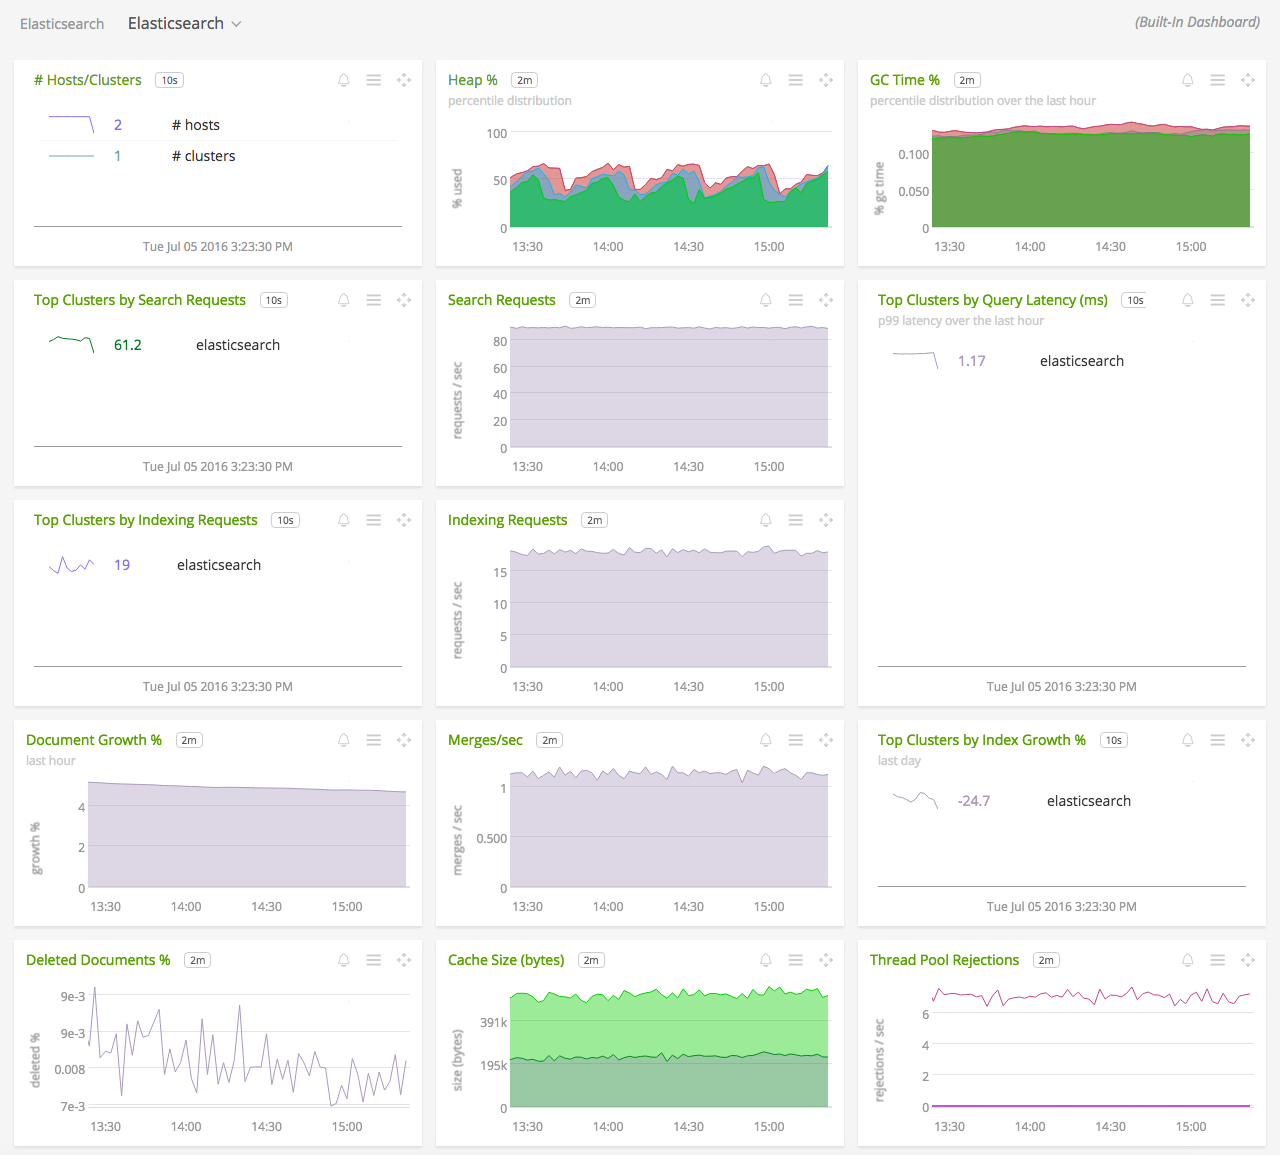 Elasticsearch Elasticsearch (Built-In Dashboard)
# Hosts/Clusters 10s
2 # hosts
1 # clusters
Tue Jul 05 2016 3:23:30 PM
Heap % 2m
percentile distribution
% used
100
50
0
13:30 14:00 14:30 15:00
GC Time % 2m
percentile distribution over the last hour
% gc time
0.100
0.050
0
13:30 14:00 14:30 15:00
Top Clusters by Search Requests 10s
61.2 elasticsearch
Tue Jul 05 2016 3:23:30 PM
Search Requests 2m
requests / sec
80
60
40
20
0
13:30 14:00 14:30 15:00
Top Clusters by Query Latency (ms) 10s
p99 latency over the last hour
1.17 elasticsearch
Tue Jul 05 2016 3:23:30 PM
Top Clusters by Indexing Requests 10s
19 elasticsearch
Tue Jul 05 2016 3:23:30 PM
Indexing Requests 2m
requests / sec
15
10
5
0
13:30 14:00 14:30 15:00
Document Growth % 2m
last hour
growth %
4
2
0
13:30 14:00 14:30 15:00
Merges/sec 2m
merges / sec
1
0.500
0
13:30 14:00 14:30 15:00
Top Clusters by Index Growth % 10s
last day
-24.7 elasticsearch
Tue Jul 05 2016 3:23:30 PM
Deleted Documents % 2m
deleted %
9e-3
9e-3
0.008
7e-3
13:30 14:00 14:30 15:00
Cache Size (bytes) 2m
size (bytes)
391k
195k
0
13:30 14:00 14:30 15:00
Thread Pool Rejections 2m
rejections / sec
6
4
2
0
13:30 14:00 14:30 15:00